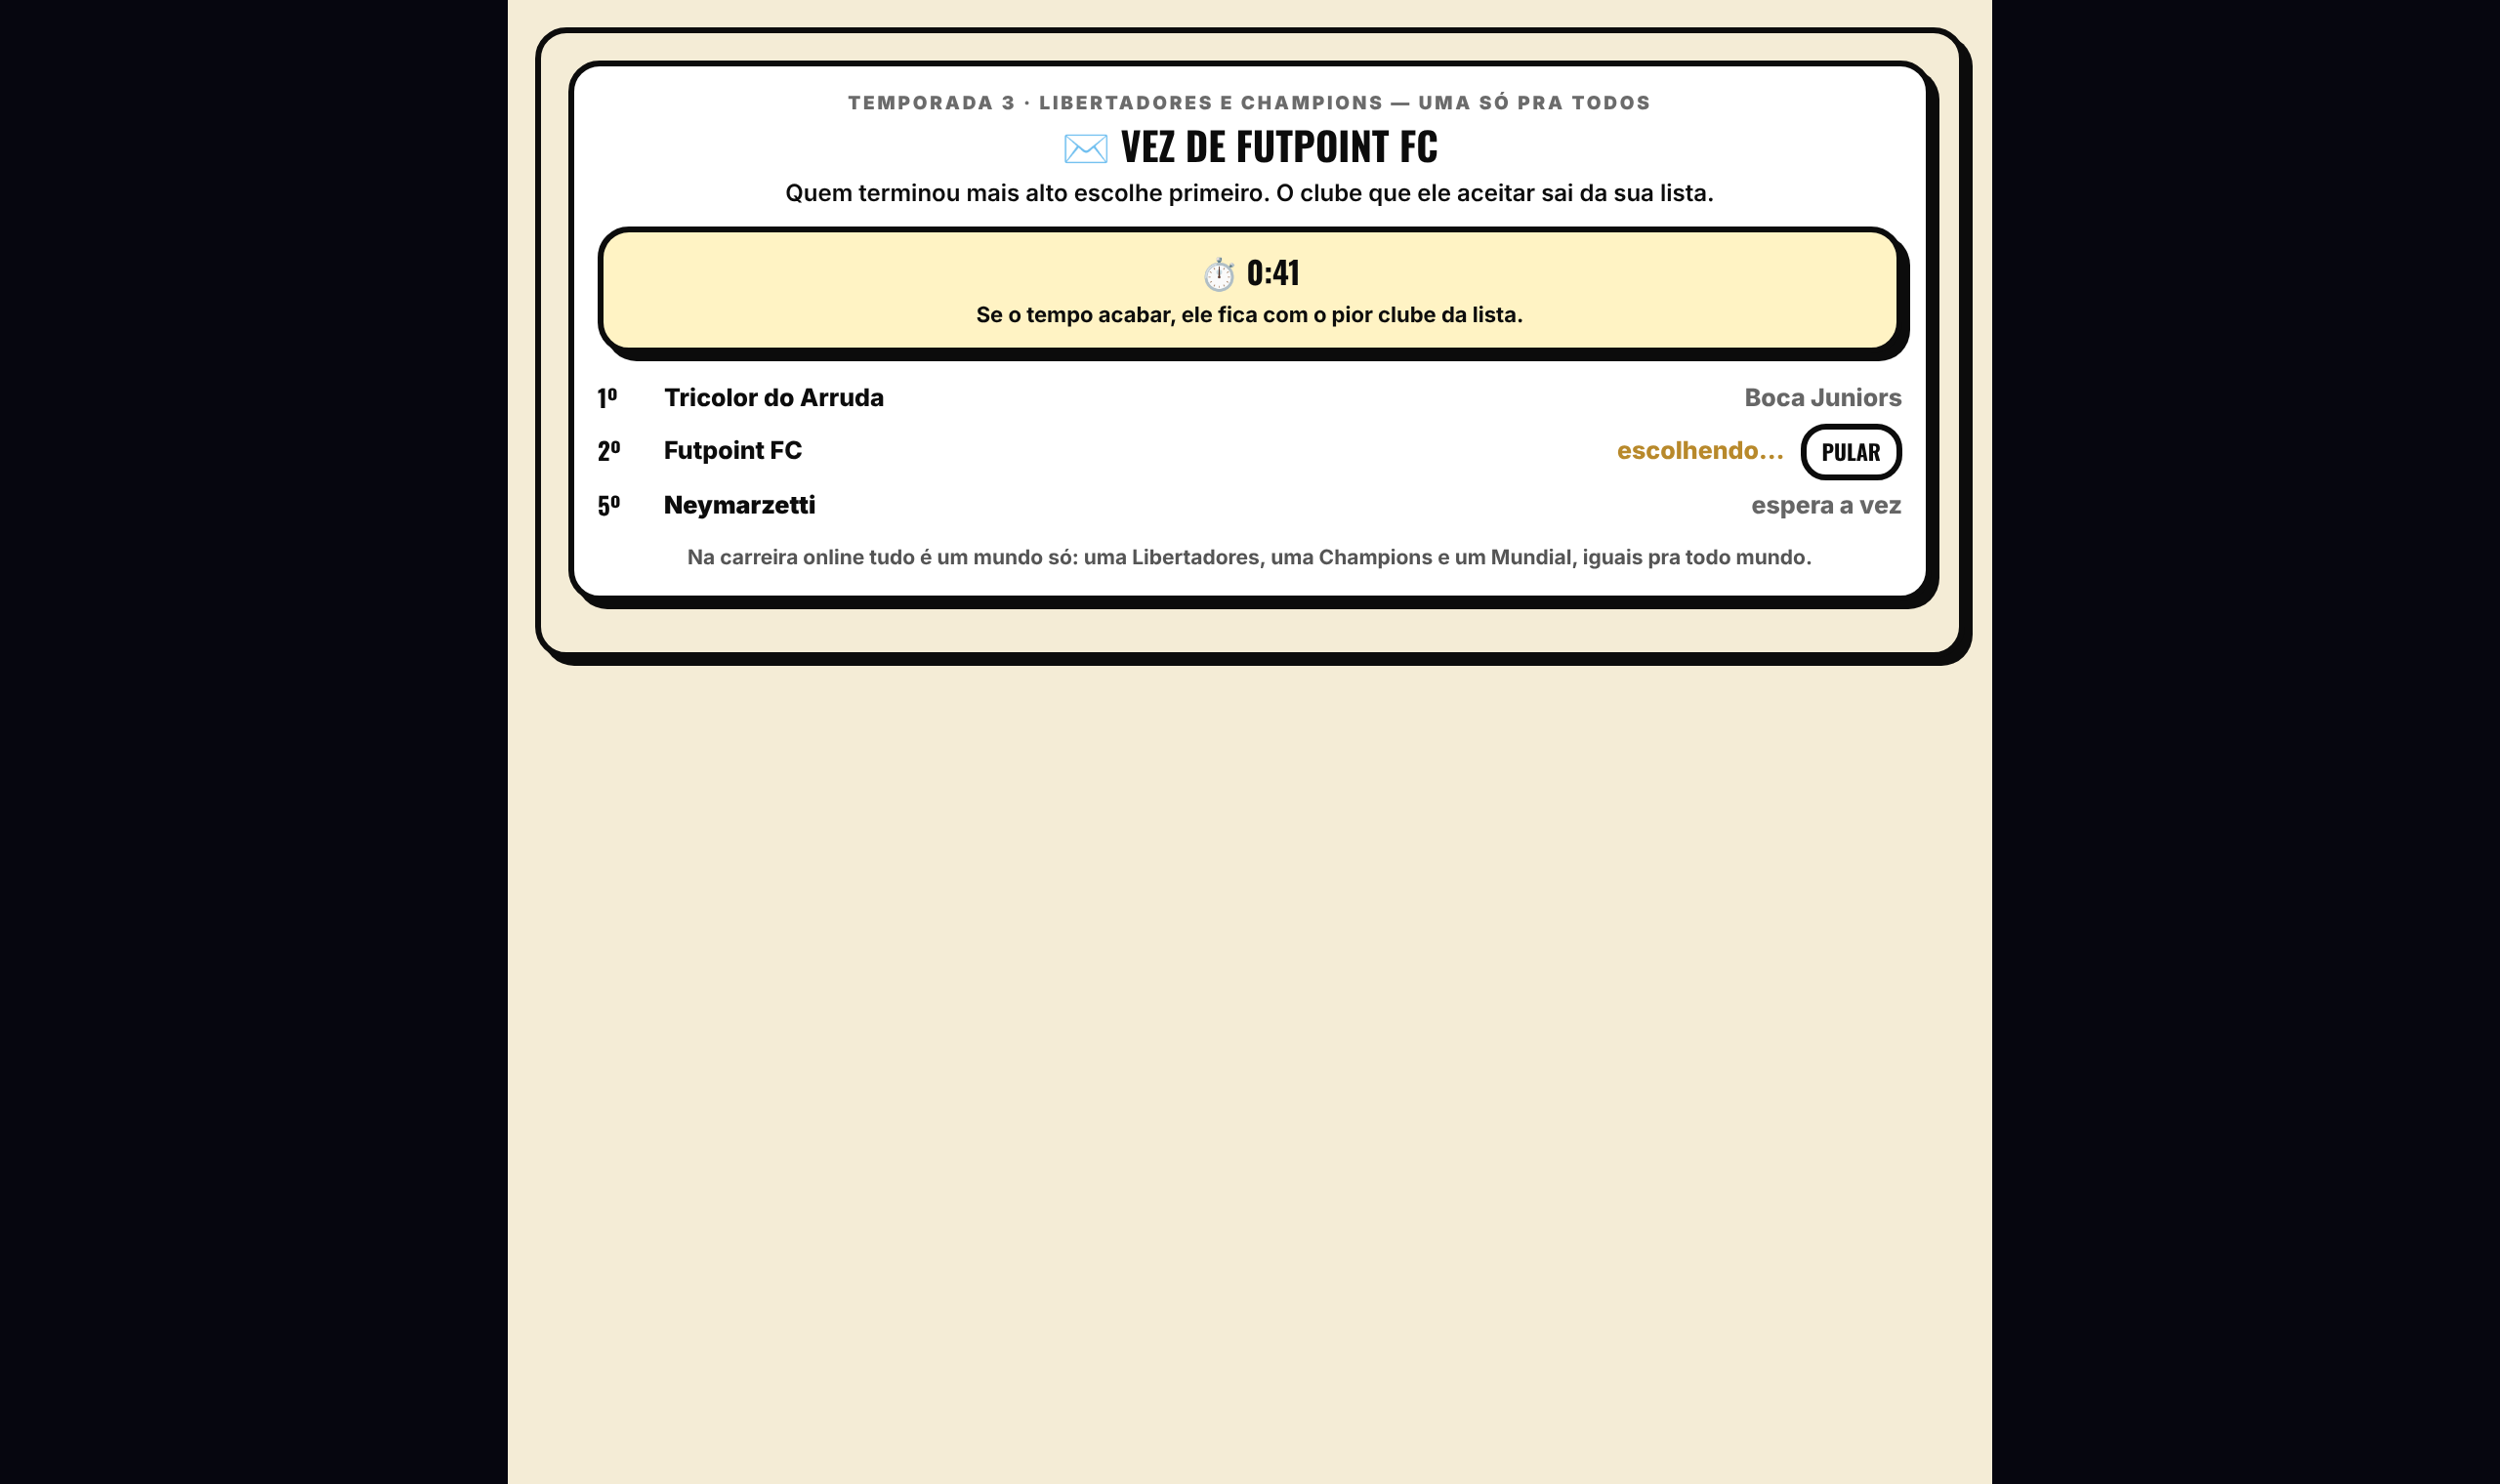 TEMPORADA 3 · LIBERTADORES E CHAMPIONS — UMA SÓ PRA TODOS
✉️ VEZ DE FUTPOINT FC
Quem terminou mais alto escolhe primeiro. O clube que ele aceitar sai da sua lista.
⏱️ 0:41
Se o tempo acabar, ele fica com o pior clube da lista.
1º Tricolor do Arruda Boca Juniors
2º Futpoint FC escolhendo... PULAR
5º Neymarzetti espera a vez
Na carreira online tudo é um mundo só: uma Libertadores, uma Champions e um Mundial, iguais pra todo mundo.